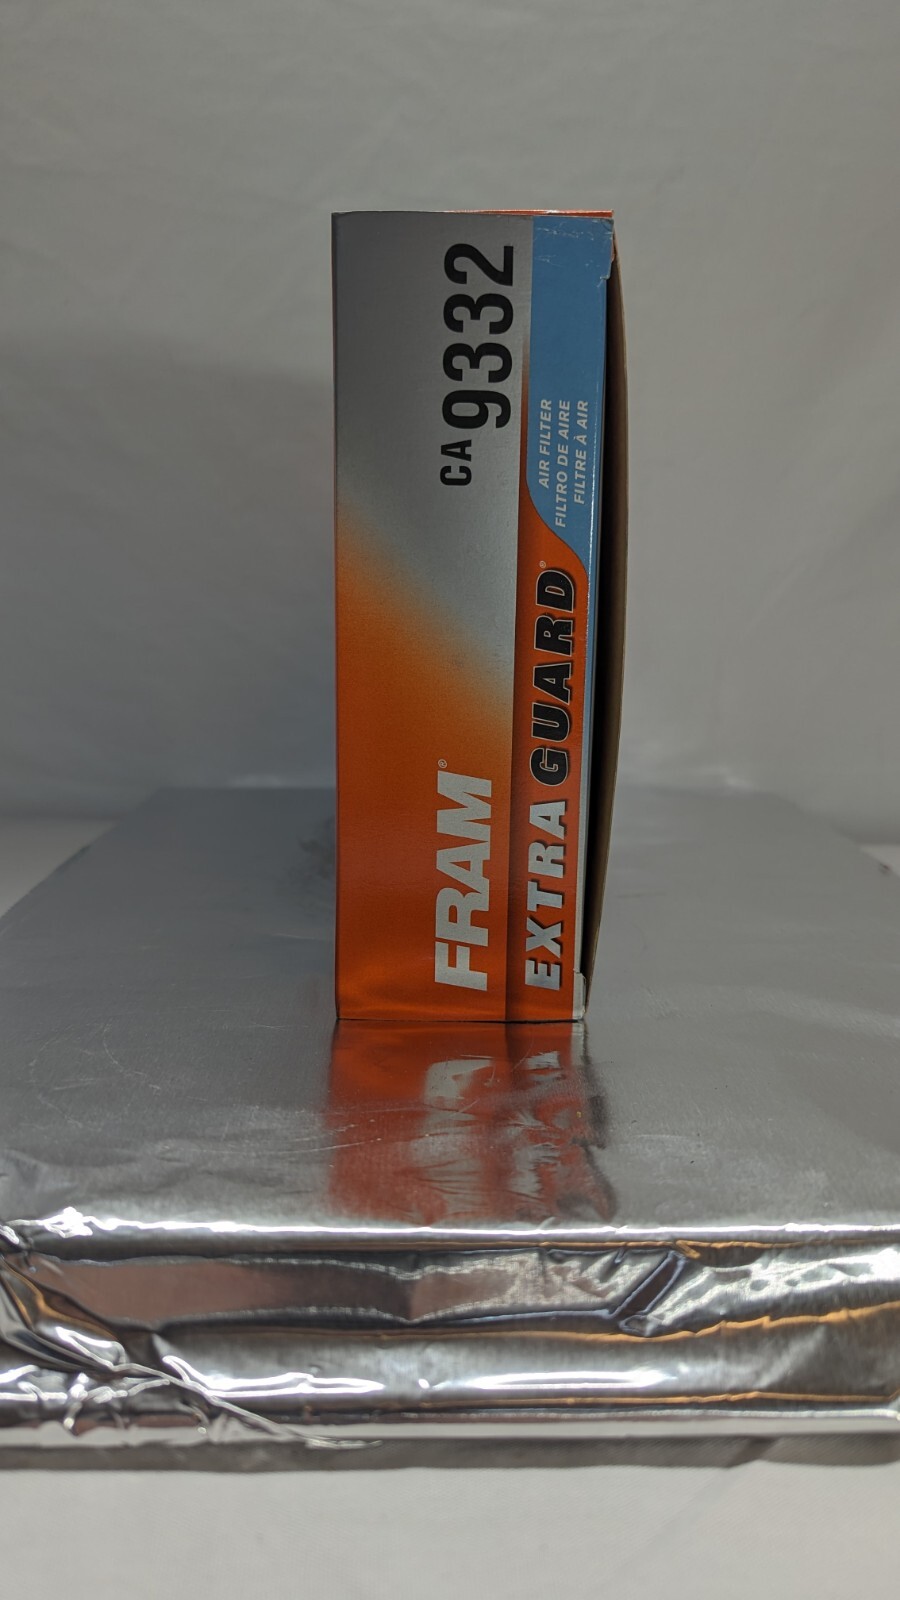 FRAM®
CA 9332
EXTRA GUARD®
AIR FILTER
FILTRO DE AIRE
FILTRE À AIR